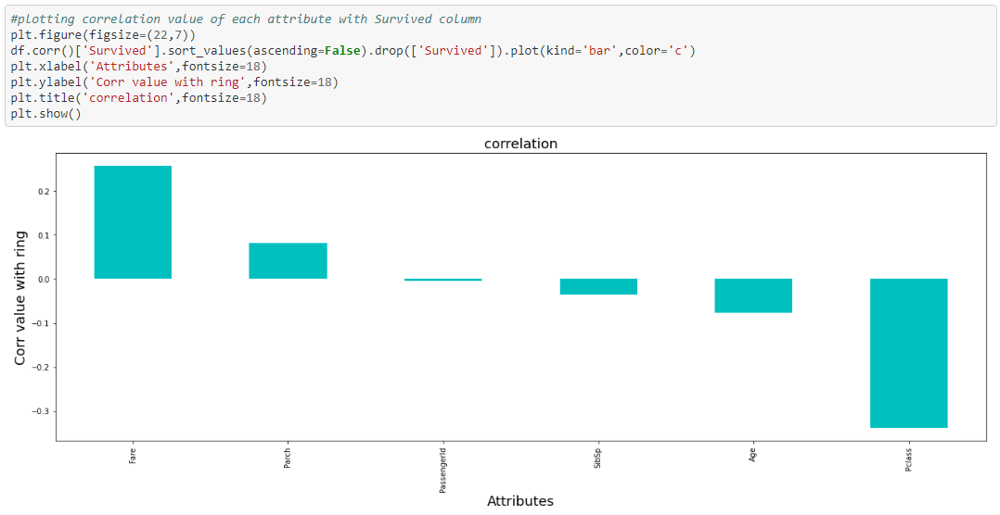 #plotting correlation value of each attribute with Survived column
plt.figure(figsize=(22,7))
df.corr()['Survived'].sort_values(ascending=False).drop(['Survived']).plot(kind='bar',color='c')
plt.xlabel('Attributes',fontsize=18)
plt.ylabel('Corr value with ring',fontsize=18)
plt.title('correlation',fontsize=18)
plt.show()
correlation
Corr value with ring
0.2
0.1
0.0
−0.1
−0.2
−0.3
Fare
Parch
PassengerId
SibSp
Age
Pclass
Attributes